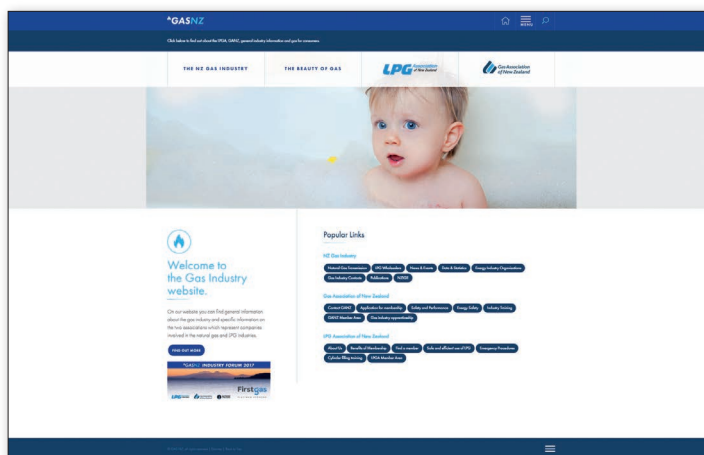 ^GASNZ
MENU
Click below to find out about the LPGA, GANZ, general industry information and gas for consumers.
THE NZ GAS INDUSTRY
THE BEAUTY OF GAS
LPG Association of New Zealand
Gas Association of New Zealand
Welcome to
the Gas Industry
website.
On our website you can find general information
about the gas industry and specific information on
the two associations which represent companies
involved in the natural gas and LPG industries.
FIND OUT MORE
^GASNZ INDUSTRY FORUM 2017
Firstgas
LPG
Popular Links
NZ Gas Industry
Natural Gas Transmission LPG Wholesalers News & Events Data & Statistics Energy Industry Organisations
Gas Industry Contacts Publications
Gas Association of New Zealand
Contact GANZ Application for membership Safety and Performance Energy Safety Industry Training
GANZ Member Area Gas industry apprenticeship
LPG Association of New Zealand
About Us Benefits of Membership Find a member Safe and efficient use of LPG Emergency Procedures
Cylinder filling training LPGA Member Area